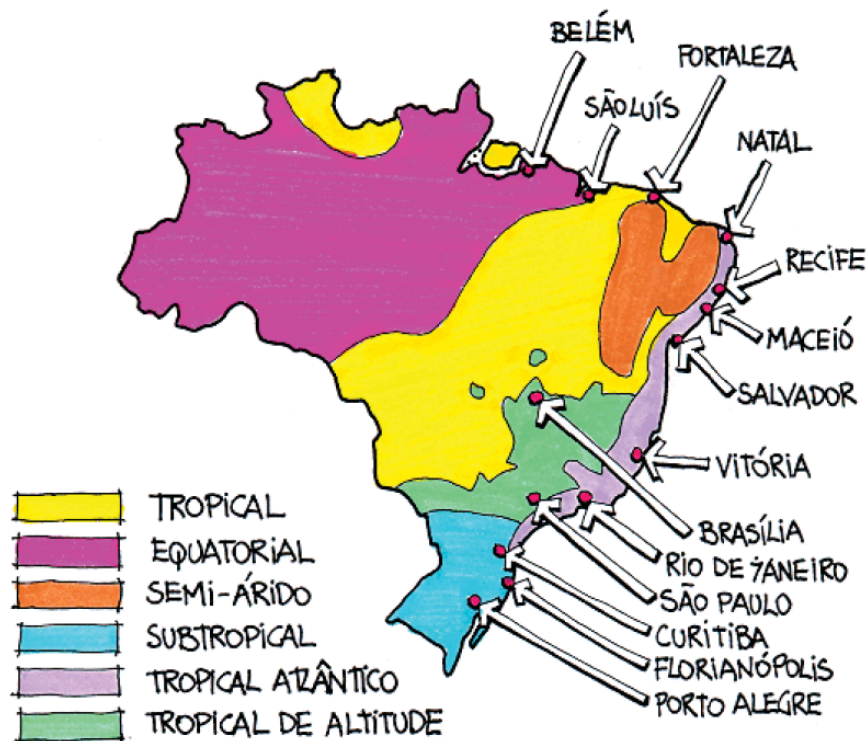 BELÉM
FORTALEZA
SÃO LUÍS
NATAL
RECIFE
MACEIÓ
SALVADOR
VITÓRIA
BRASÍLIA
RIO DE JANEIRO
SÃO PAULO
CURITIBA
FLORIANÓPOLIS
PORTO ALEGRE
TROPICAL
EQUATORIAL
SEMI-ÁRIDO
SUBTROPICAL
TROPICAL ATLÂNTICO
TROPICAL DE ALTITUDE